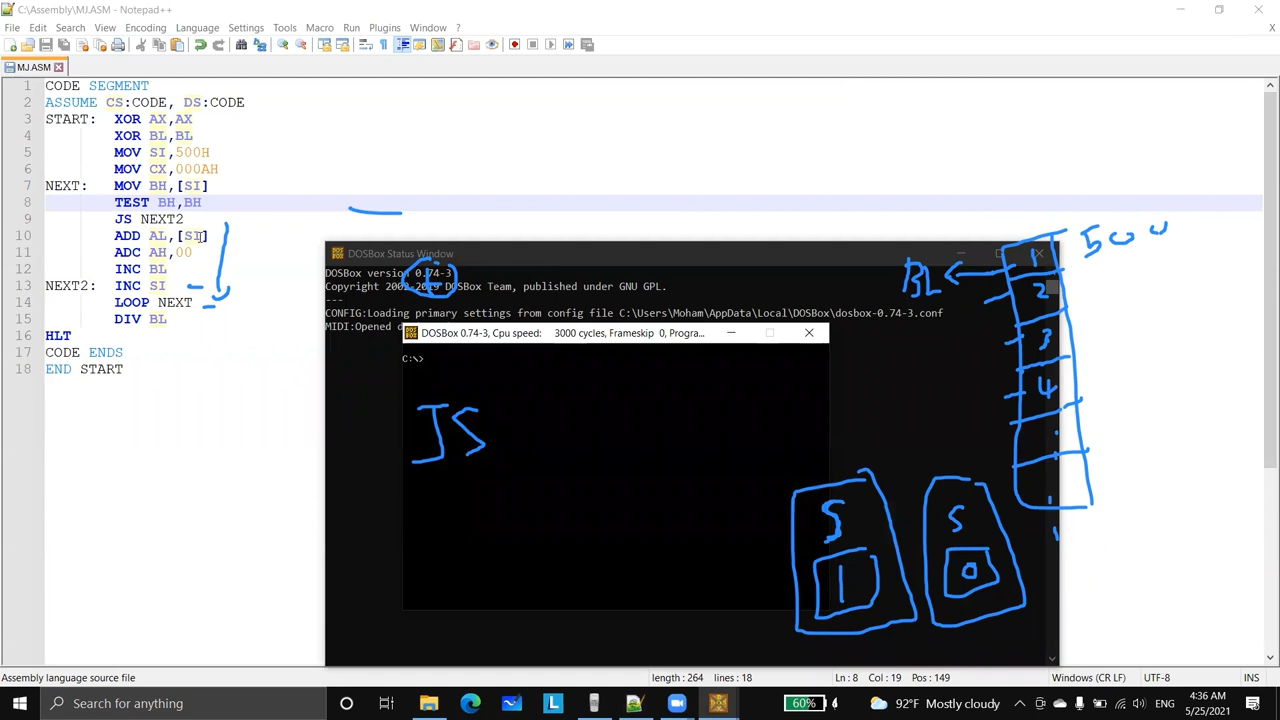 C:\Assembly\MJ.ASM - Notepad++
File Edit Search View Encoding Language Settings Tools Macro Run Plugins Window ?
X
MJ.ASM
1 CODE SEGMENT
2 ASSUME CS:CODE, DS:CODE
3 START: XOR AX,AX
4 XOR BL,BL
5 MOV SI,500H
6 MOV CX,000AH
7 NEXT: MOV BH,[SI]
8 TEST BH,BH
9 JS NEXT2
10 ADD AL,[SI]
11 ADC AH,00
12 INC BL
13 NEXT2: INC SI
14 LOOP NEXT
15 DIV BL
16 HLT
17 CODE ENDS
18 END START
500
BL
1
2
3
4
DOSBox Status Window
DOSBox version 0.74-3
Copyright 2002-2019 DOSBox Team, published under GNU GPL.
---
CONFIG:Loading primary settings from config file C:\Users\Moham\AppData\Local\DOSBox\dosbox-0.74-3.conf
MIDI:Opened d
DOSBox 0.74-3, Cpu speed: 3000 cycles, Frameskip 0, Progra...
C:\>
JS
S S
1 0
Assembly language source file
length : 264 lines : 18
Ln : 8 Col : 19 Pos : 149
Windows (CR LF)
UTF-8
INS
Type here to search
60%
92°F Mostly cloudy
ENG
4:36 AM
5/25/2021
3